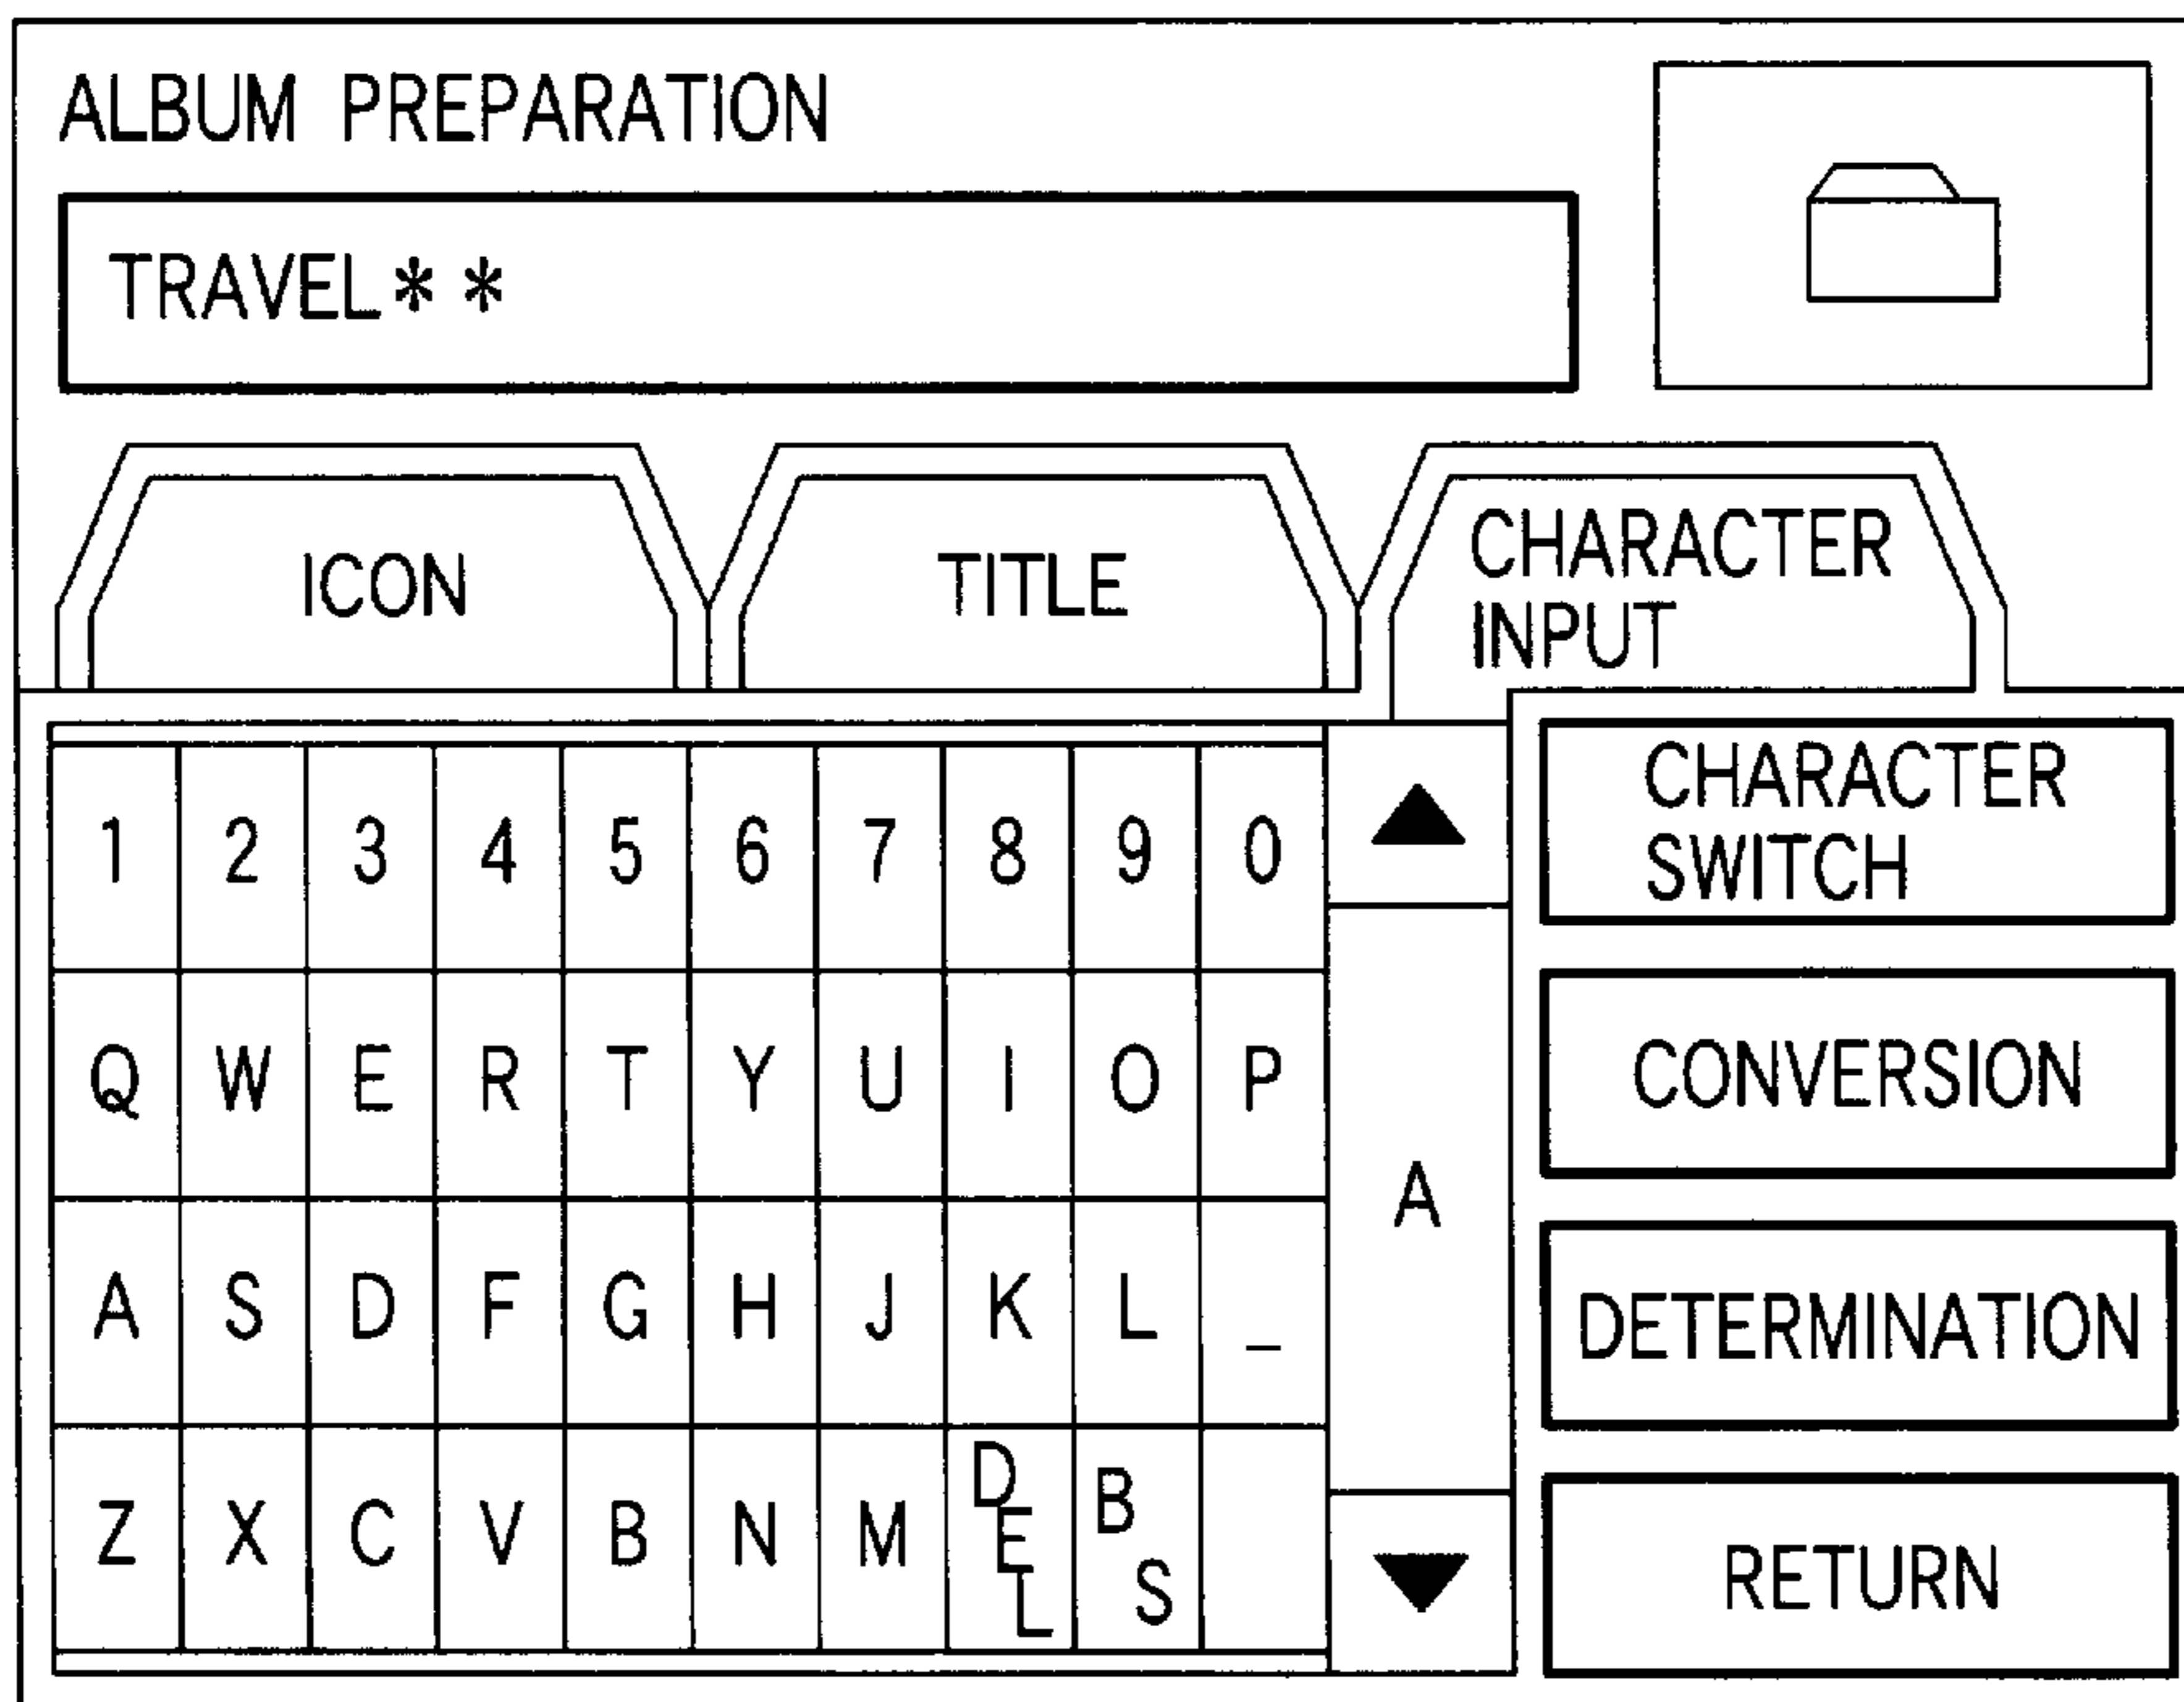 ALBUM PREPARATION
TRAVEL**
ICON
TITLE
CHARACTER
INPUT
1 2 3 4 5 6 7 8 9 0
Q W E R T Y U I O P
A S D F G H J K L _
Z X C V B N M DEL BS
A
CHARACTER
SWITCH
CONVERSION
DETERMINATION
RETURN